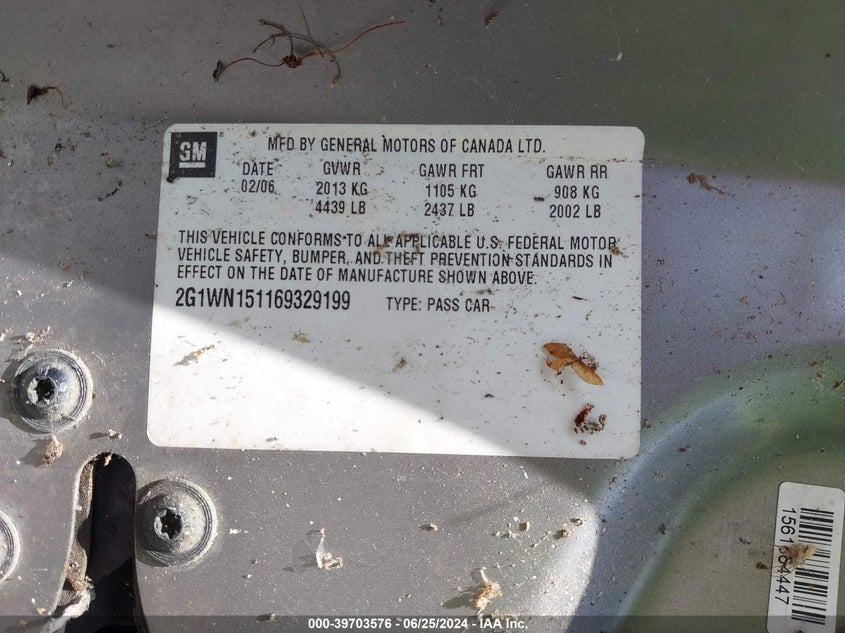 GM
MFD BY GENERAL MOTORS OF CANADA LTD.
DATE GVWR GAWR FRT GAWR RR
02/06 2013 KG 1105 KG 908 KG
4439 LB 2437 LB 2002 LB
THIS VEHICLE CONFORMS TO ALL APPLICABLE U.S. FEDERAL MOTOR
VEHICLE SAFETY, BUMPER, AND THEFT PREVENTION STANDARDS IN
EFFECT ON THE DATE OF MANUFACTURE SHOWN ABOVE.
2G1WN151169329199 TYPE: PASS CAR
000-39703576 - 06/25/2024 - IAA Inc.